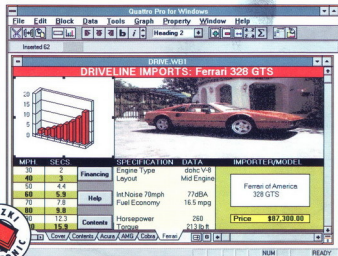 Quattro Pro for Windows
File Edit Block Data Tools Graph Property Window Help
Heading 2
Inserted 62
DRIVE.WB1
DRIVELINE IMPORTS: Ferrari 328 GTS
20
15
10
5
0
MPH SECS SPECIFICATION DATA IMPORTER/MODEL
30 2 Engine Type dohc V-8
40 3 Financing Layout Mid Engine
50 4.4
60 5.9 Int.Noise 70mph 77dBA
70 7.8 Help Fuel Economy 16.5 mpg
80 9.8
12.3 Horsepower 260
15.9 Contents Torque 213 lb ft
Ferrari of America
328 GTS
Price $87,300.00
Cover Contents Acura AMG Cobra Ferrari
NUM READY